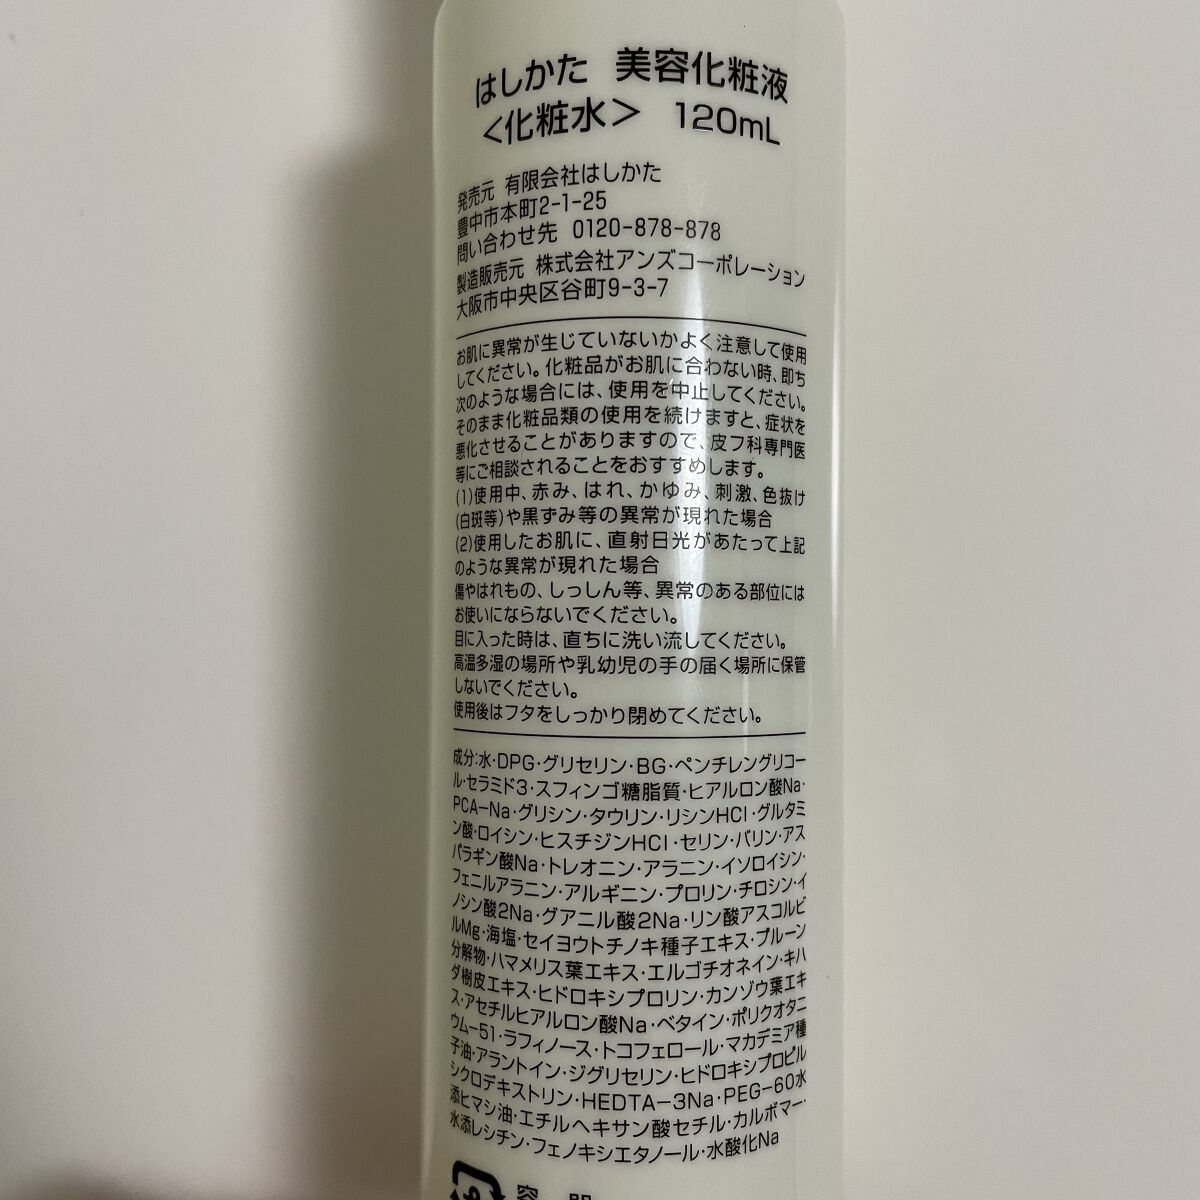 はしかた 美容化粧液
<化粧水> 120mL
発売元 有限会社はしかた
豊中市本町2-1-25
問い合わせ先 0120-878-878
製造販売元 株式会社アンズコーポレーション
大阪市中央区谷町9-3-7
お肌に異常が生じていないかよく注意して使用
してください。化粧品がお肌に合わない時、即ち
次のような場合には、使用を中止してください。
そのまま化粧品類の使用を続けますと、症状を
悪化させることがありますので、皮フ科専門医
等にご相談されることをおすすめします。
(1)使用中、赤み、はれ、かゆみ、刺激、色抜け
(白斑等)や黒ずみ等の異常が現れた場合
(2)使用したお肌に、直射日光があたって上記
のような異常が現れた場合
傷やはれもの、しっしん等、異常のある部位には
お使いにならないでください。
目に入った時は、直ちに洗い流してください。
高温多湿の場所や乳幼児の手の届く場所に保管
しないでください。
使用後はフタをしっかり閉めてください。
成分:水・DPG・グリセリン・BG・ペンチレングリコー
ル・セラミド3・スフィンゴ糖脂質・ヒアルロン酸Na・
PCA-Na・グリシン・タウリン・リシンHCl・グルタミ
ン酸・ロイシン・ヒスチジンHCl・セリン・バリン・アス
パラギン酸Na・トレオニン・アラニン・イソロイシン・
フェニルアラニン・アルギニン・プロリン・チロシン・イ
ノシン酸2Na・グアニル酸2Na・リン酸アスコルビ
ルMg・海塩・セイヨウトチノキ種子エキス・プルーン
分解物・ハマメリス葉エキス・エルゴチオネイン・キハ
ダ樹皮エキス・ヒドロキシプロリン・カンゾウ葉エキ
ス・アセチルヒアルロン酸Na・ベタイン・ポリクオタニ
ウム-51・ラフィノース・トコフェロール・マカデミア種
子油・アラントイン・ジグリセリン・ヒドロキシプロピル
シクロデキストリン・HEDTA-3Na・PEG-60水
添ヒマシ油・エチルヘキサン酸セチル・カルボマー・
水添レシチン・フェノキシエタノール・水酸化Na